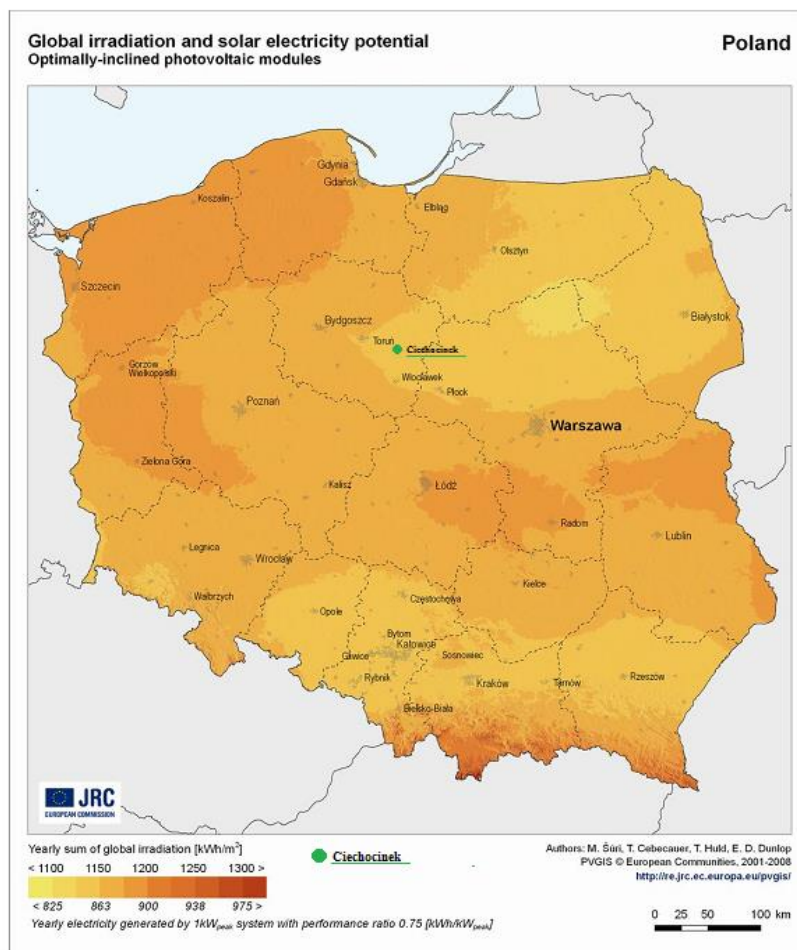 Global irradiation and solar electricity potential
Optimally-inclined photovoltaic modules
Poland
Gdynia
Gdańsk
Koszalin
Elbląg
Olsztyn
Szczecin
Białystok
Bydgoszcz
Toruń
Ciechocinek
Gorzów
Wielkopolski
Włocławek
Płock
Poznań
Warszawa
Zielona Góra
Kalisz
Łódź
Radom
Lublin
Legnica
Wrocław
Wałbrzych
Kielce
Opole
Częstochowa
Bytom
Katowice
Gliwice
Sosnowiec
Rybnik
Kraków
Tarnów
Rzeszów
Bielsko-Biała
JRC
EUROPEAN COMMISSION
Yearly sum of global irradiation [kWh/m²]
< 1100 1150 1200 1250 1300 >
< 825 863 900 938 975 >
Yearly electricity generated by 1kWpeak system with performance ratio 0.75 [kWh/kWpeak]
Ciechocinek
Authors: M. Šúri, T. Cebecauer, T. Huld, E. D. Dunlop
PVGIS © European Communities, 2001-2008
http://re.jrc.ec.europa.eu/pvgis/
0 25 50 100 km